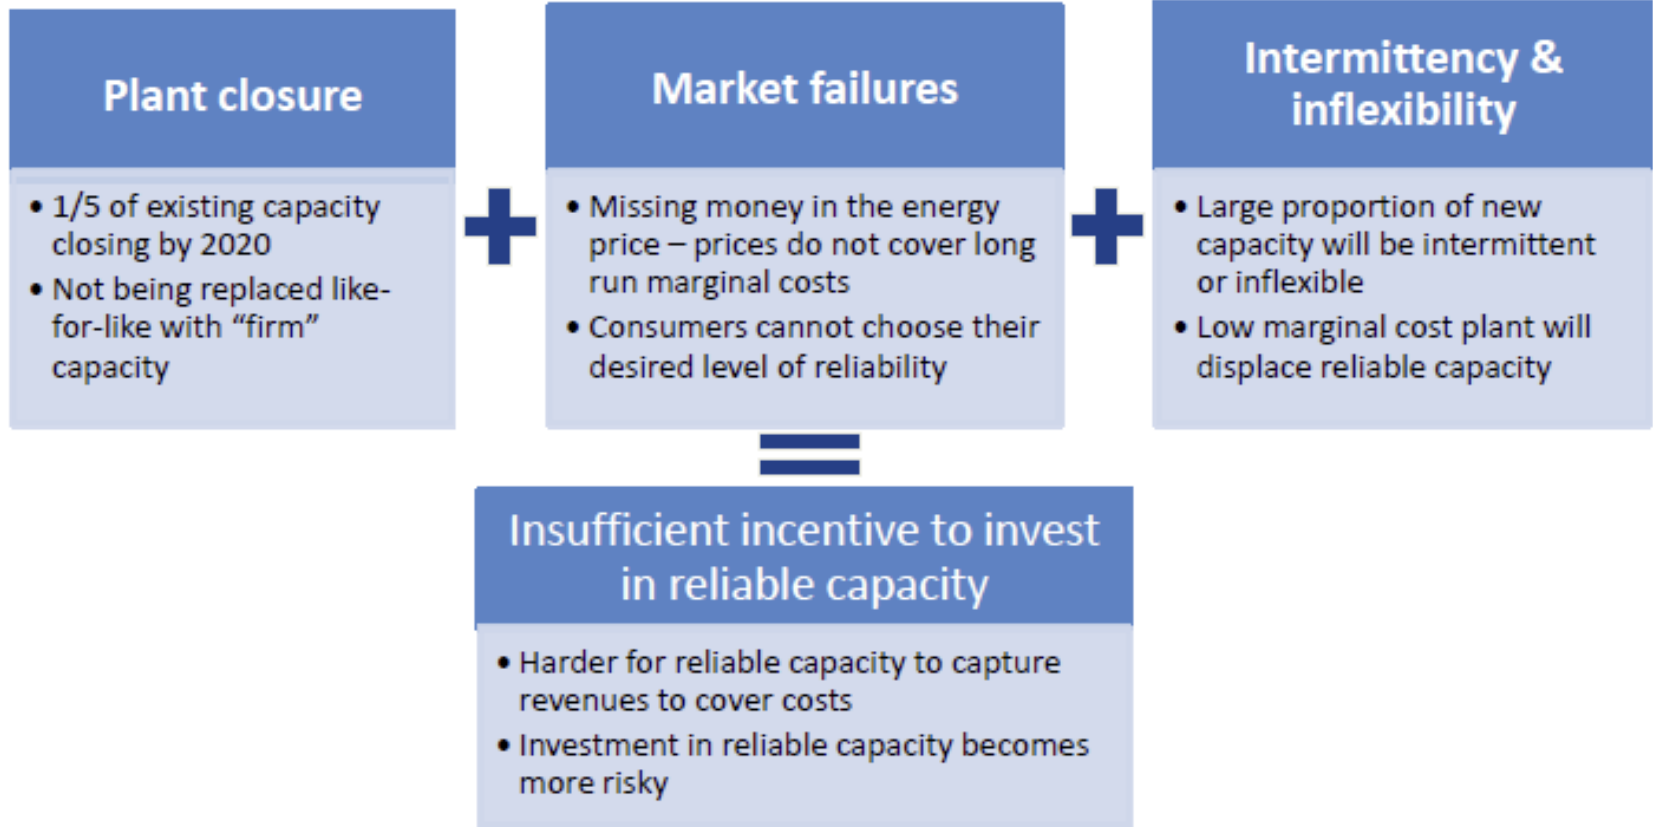 Plant closure
• 1/5 of existing capacity
closing by 2020
• Not being replaced like-
for-like with “firm”
capacity
Market failures
• Missing money in the energy
price – prices do not cover long
run marginal costs
• Consumers cannot choose their
desired level of reliability
Intermittency &
inflexibility
• Large proportion of new
capacity will be intermittent
or inflexible
• Low marginal cost plant will
displace reliable capacity
Insufficient incentive to invest
in reliable capacity
• Harder for reliable capacity to capture
revenues to cover costs
• Investment in reliable capacity becomes
more risky